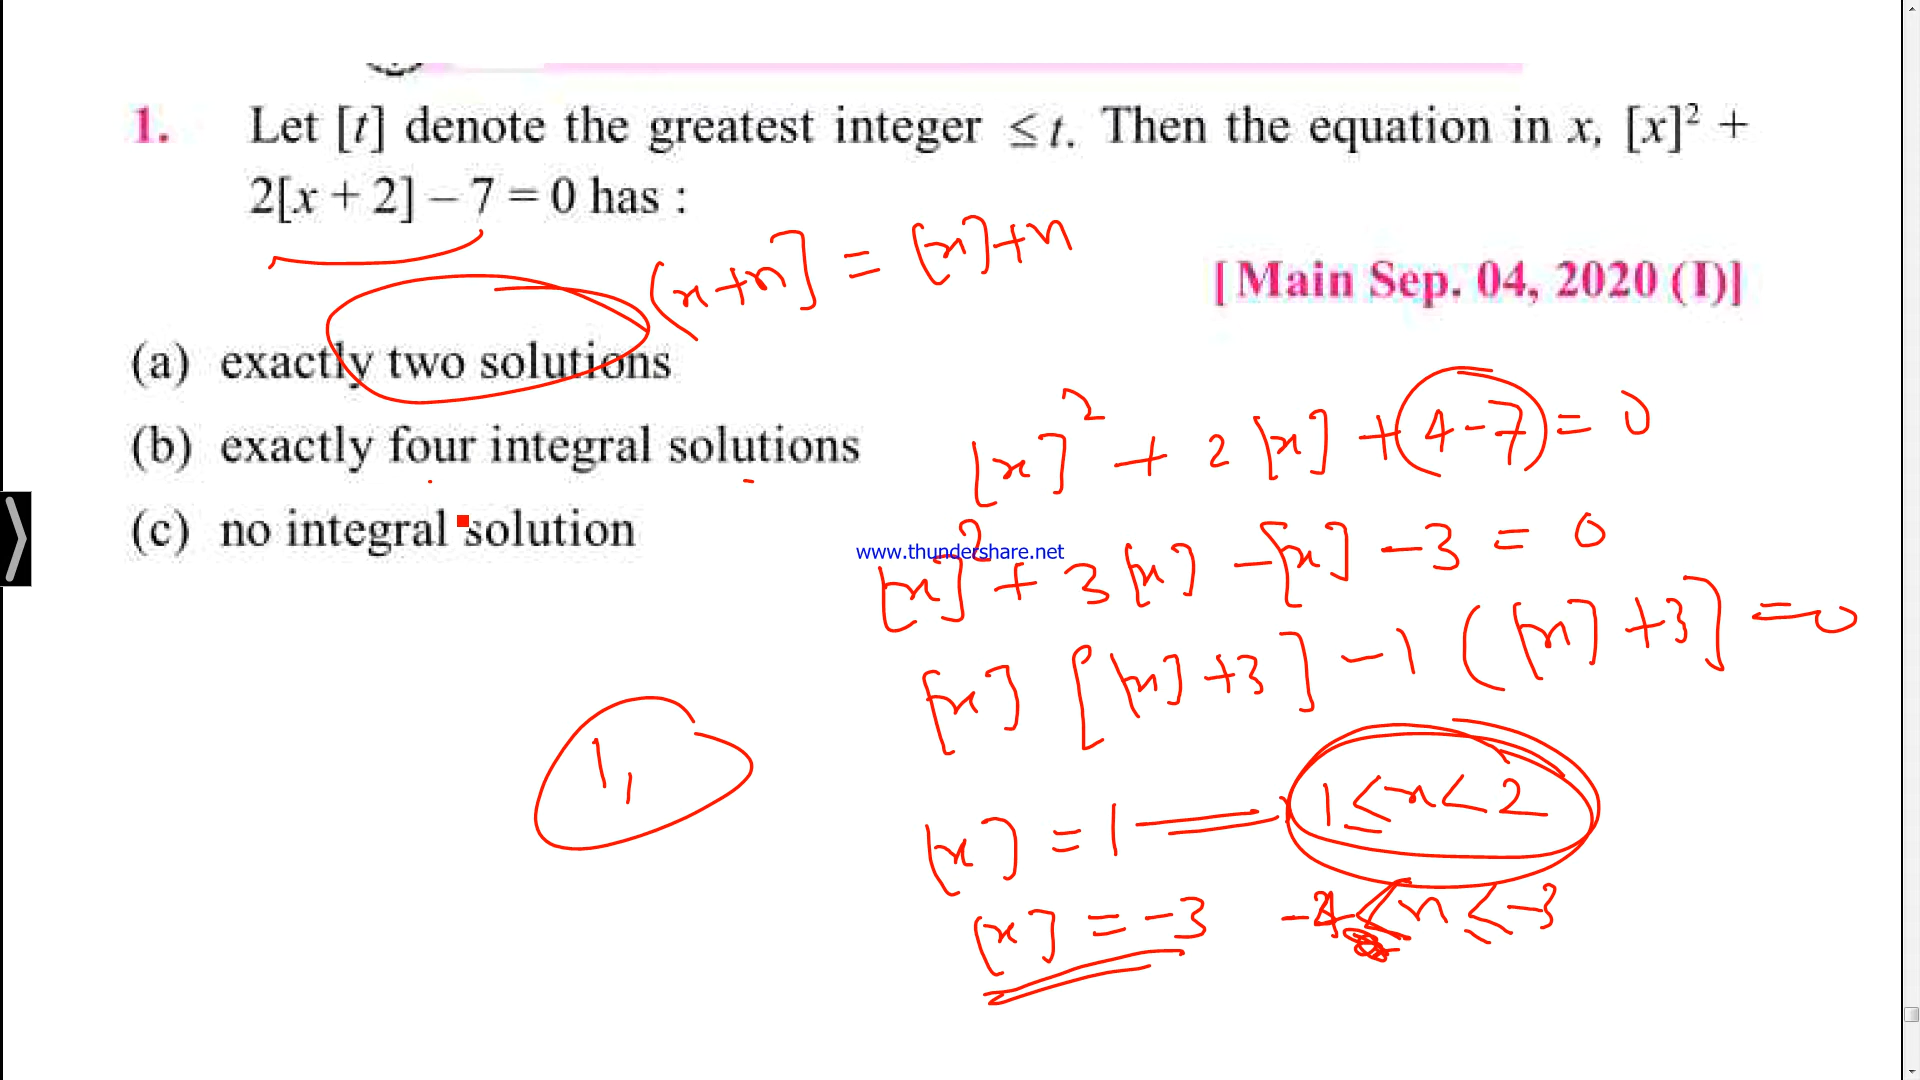 1. Let [t] denote the greatest integer ≤ t. Then the equation in x, [x]² +
2[x + 2] – 7 = 0 has :
(x+n] = [x]+n
[Main Sep. 04, 2020 (I)]
(a) exactly two solutions
[x]² + 2[x] + (4-7) = 0
(b) exactly four integral solutions
(c) no integral solution
www.thundershare.net
[x]² + 3[x] - [x] - 3 = 0
[x] [[x]+3] - 1 ([x]+3] = 0
1,
[x] = 1 1 ≤ x < 2
[x] = -3 -4 < x ≤ -3